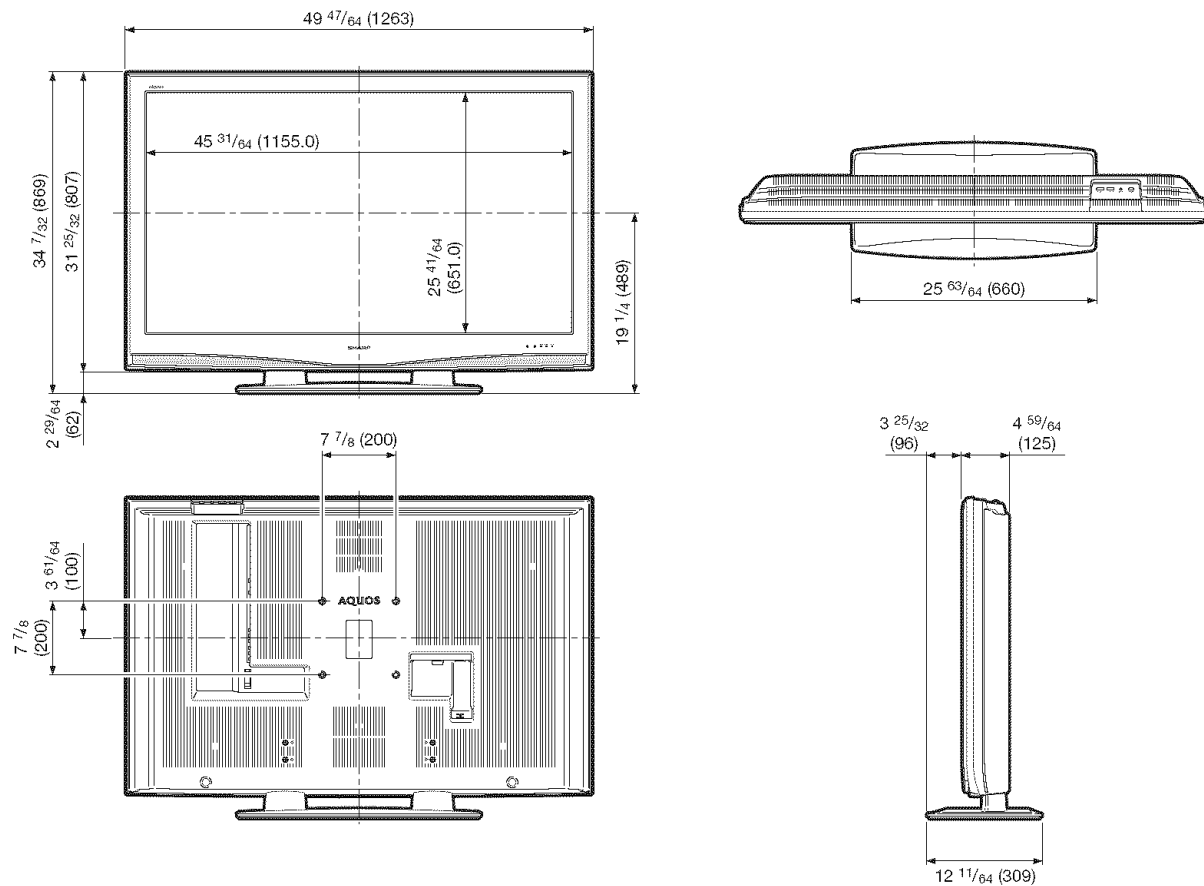 49 47/64 (1263)
45 31/64 (1155.0)
34 7/32 (869)
31 25/32 (807)
25 41/64
(651.0)
19 1/4 (489)
SHARP
2 29/64
(62)
25 63/64 (660)
7 7/8 (200)
3 61/64
(100)
7 7/8
(200)
AQUOS
3 25/32
(96)
4 59/64
(125)
12 11/64 (309)